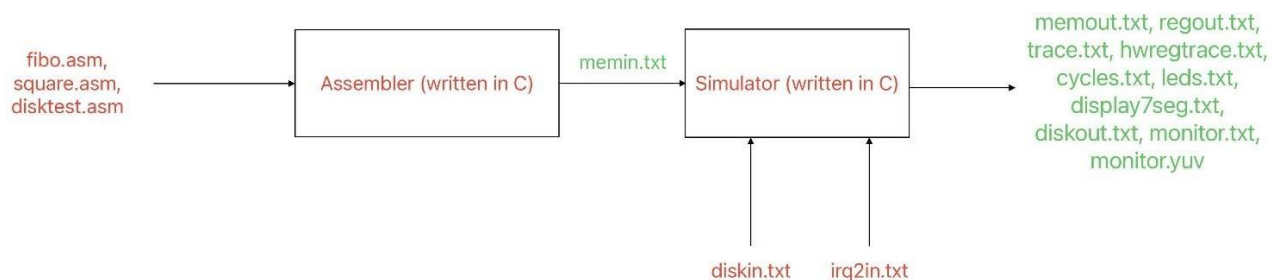 fibo.asm,
square.asm,
disktest.asm
Assembler (written in C)
memin.txt
Simulator (written in C)
memout.txt, regout.txt,
trace.txt, hwregtrace.txt,
cycles.txt, leds.txt,
display7seg.txt,
diskout.txt, monitor.txt,
monitor.yuv
diskin.txt
irq2in.txt